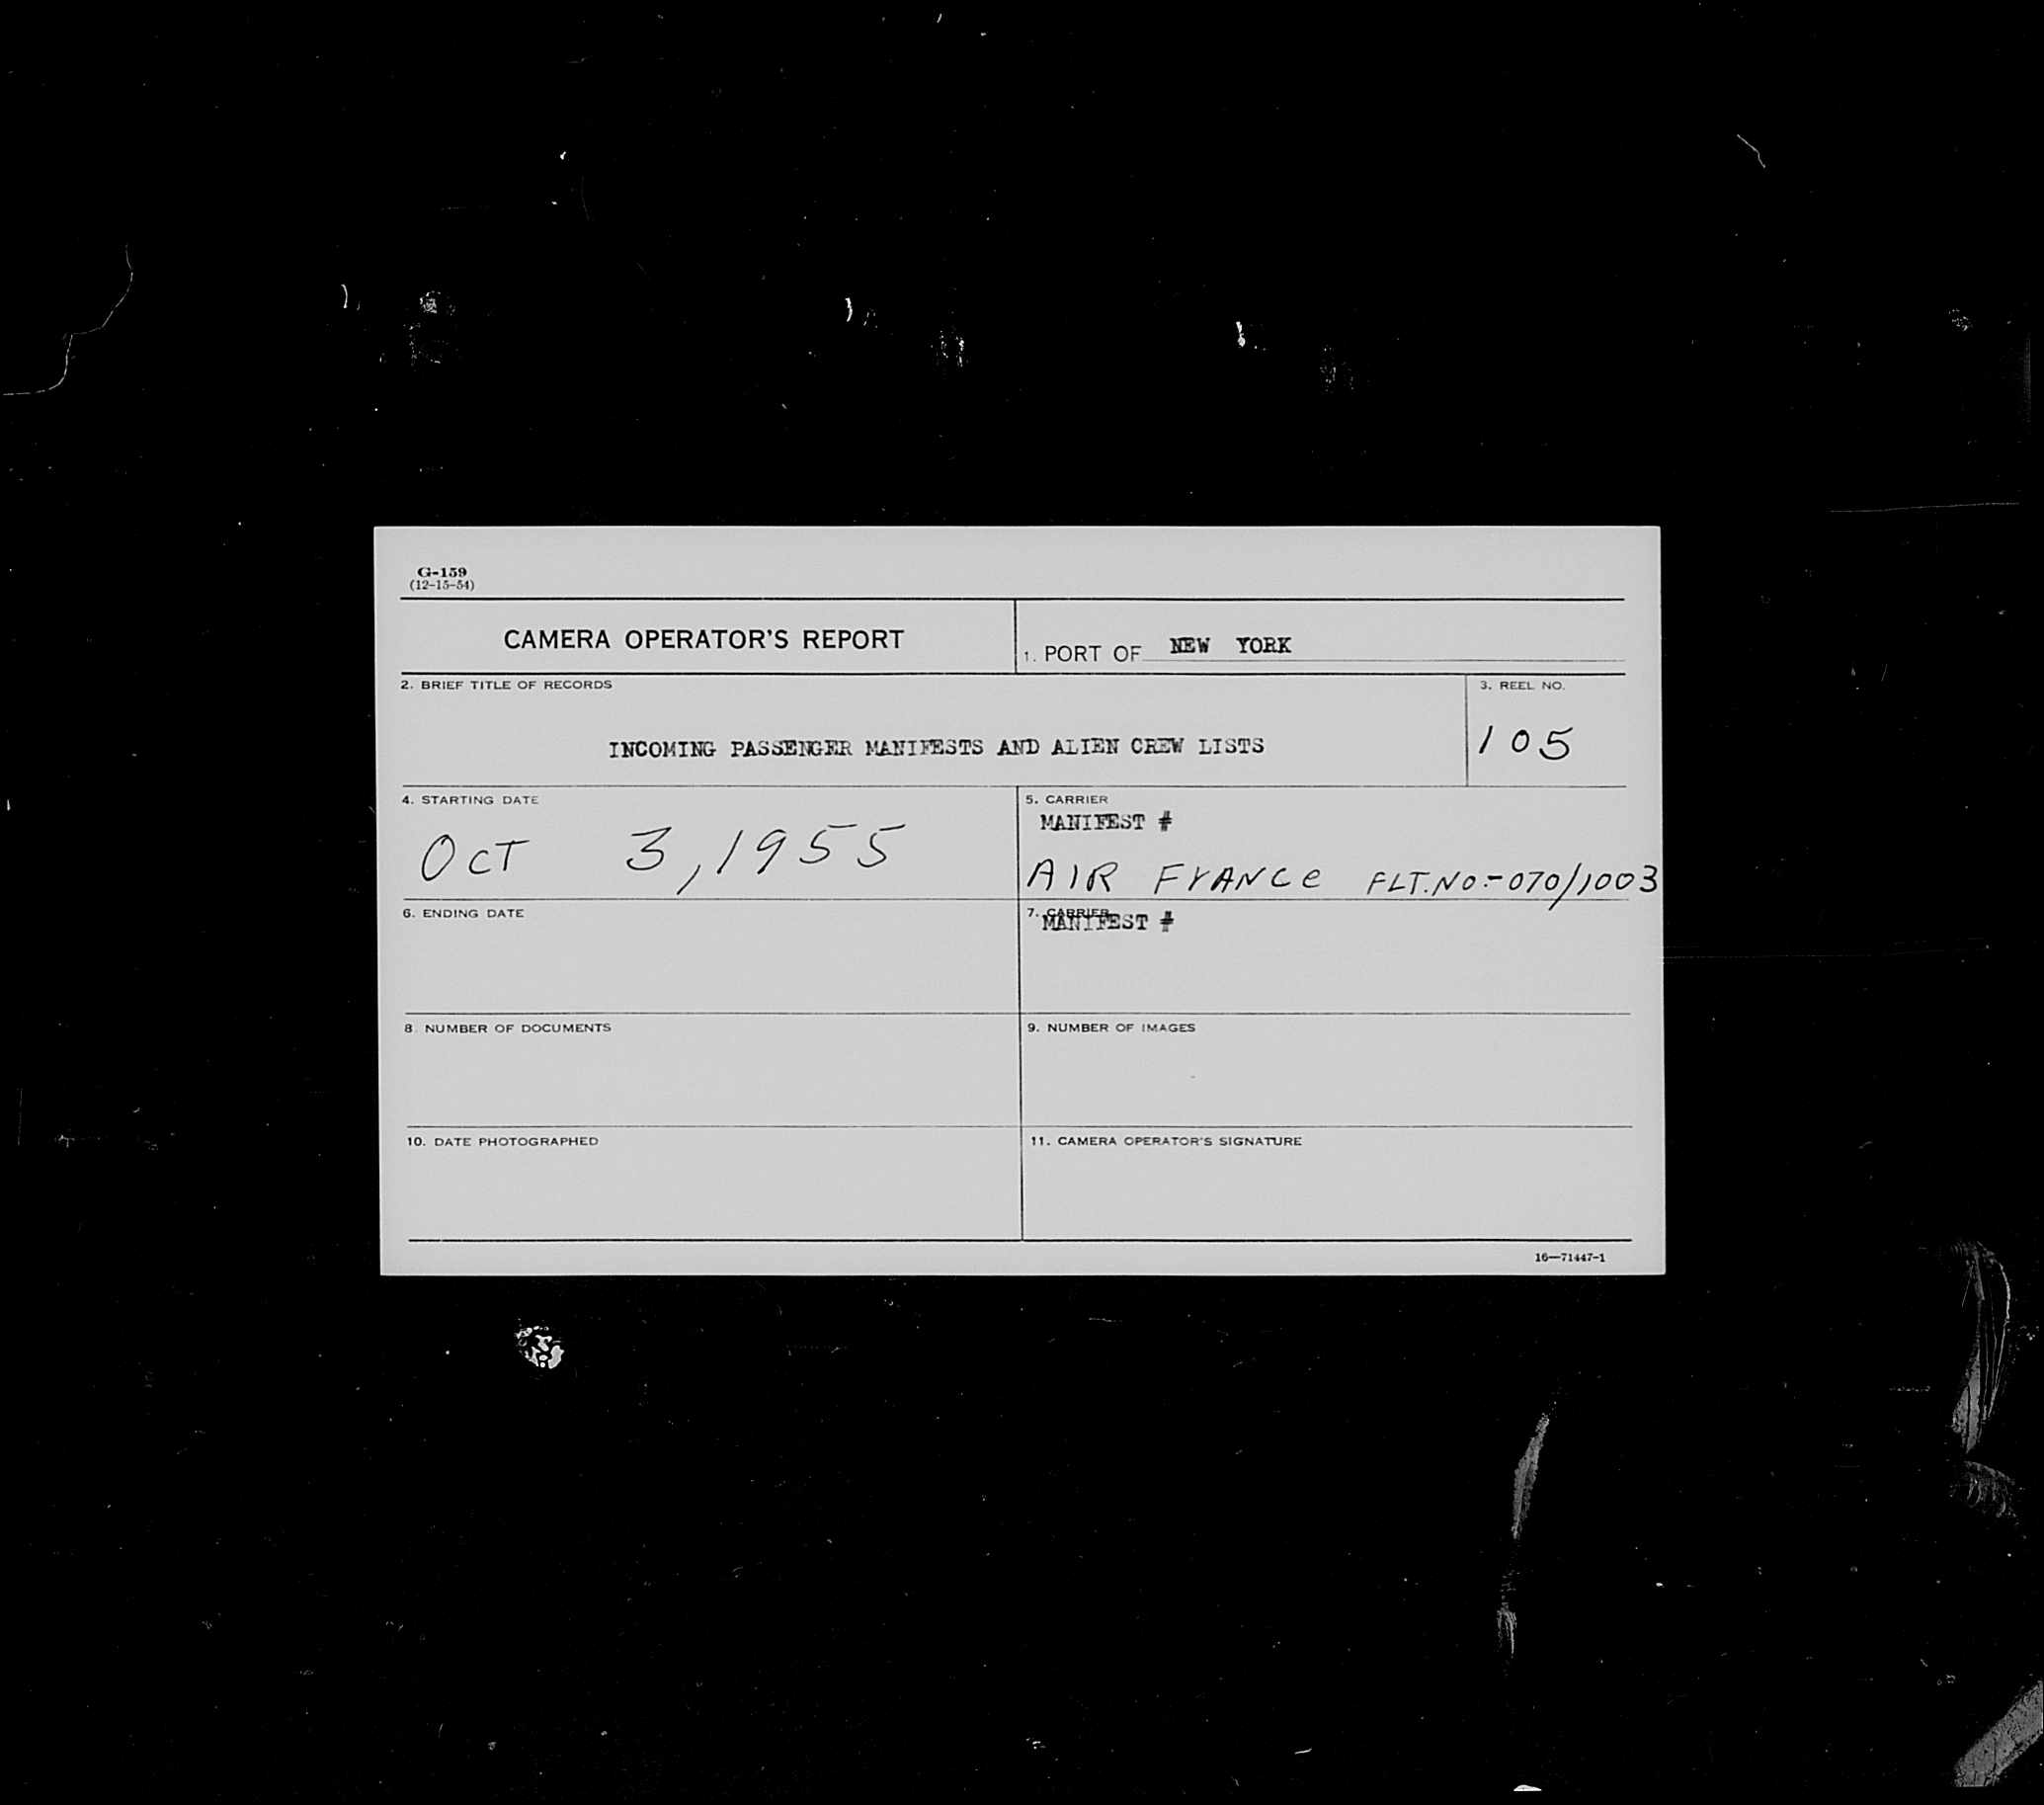 G-159
(12-15-54)
CAMERA OPERATOR'S REPORT
1. PORT OF NEW YORK
2. BRIEF TITLE OF RECORDS
INCOMING PASSENGER MANIFESTS AND ALIEN CREW LISTS
3. REEL NO.
105
4. STARTING DATE
OCT 3, 1955
5. CARRIER
MANIFEST #
AIR FRANCE FLT. NO.-070/1003
6. ENDING DATE
7. CARRIER
MANIFEST #
8. NUMBER OF DOCUMENTS
9. NUMBER OF IMAGES
10. DATE PHOTOGRAPHED
11. CAMERA OPERATOR'S SIGNATURE
16—71447-1